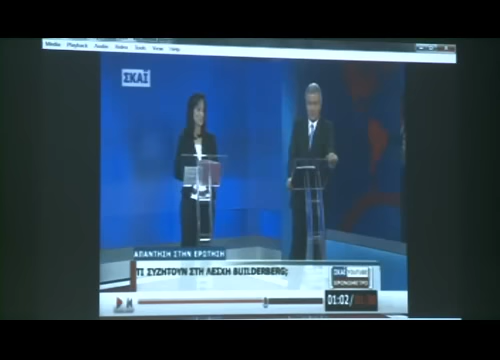 Media Playback Audio Video Tools View Help
ΣΚΑΪ
ΑΠΑΝΤΗΣΗ ΣΤΗΝ ΕΡΩΤΗΣΗ
ΤΙ ΣΥΖΗΤΟΥΝ ΣΤΗ ΛΕΣΧΗ BUILDERBERG;
ΣΚΑΪ YOUTUBE
ΧΡΟΝΟΜΕΤΡΟ
01:02/